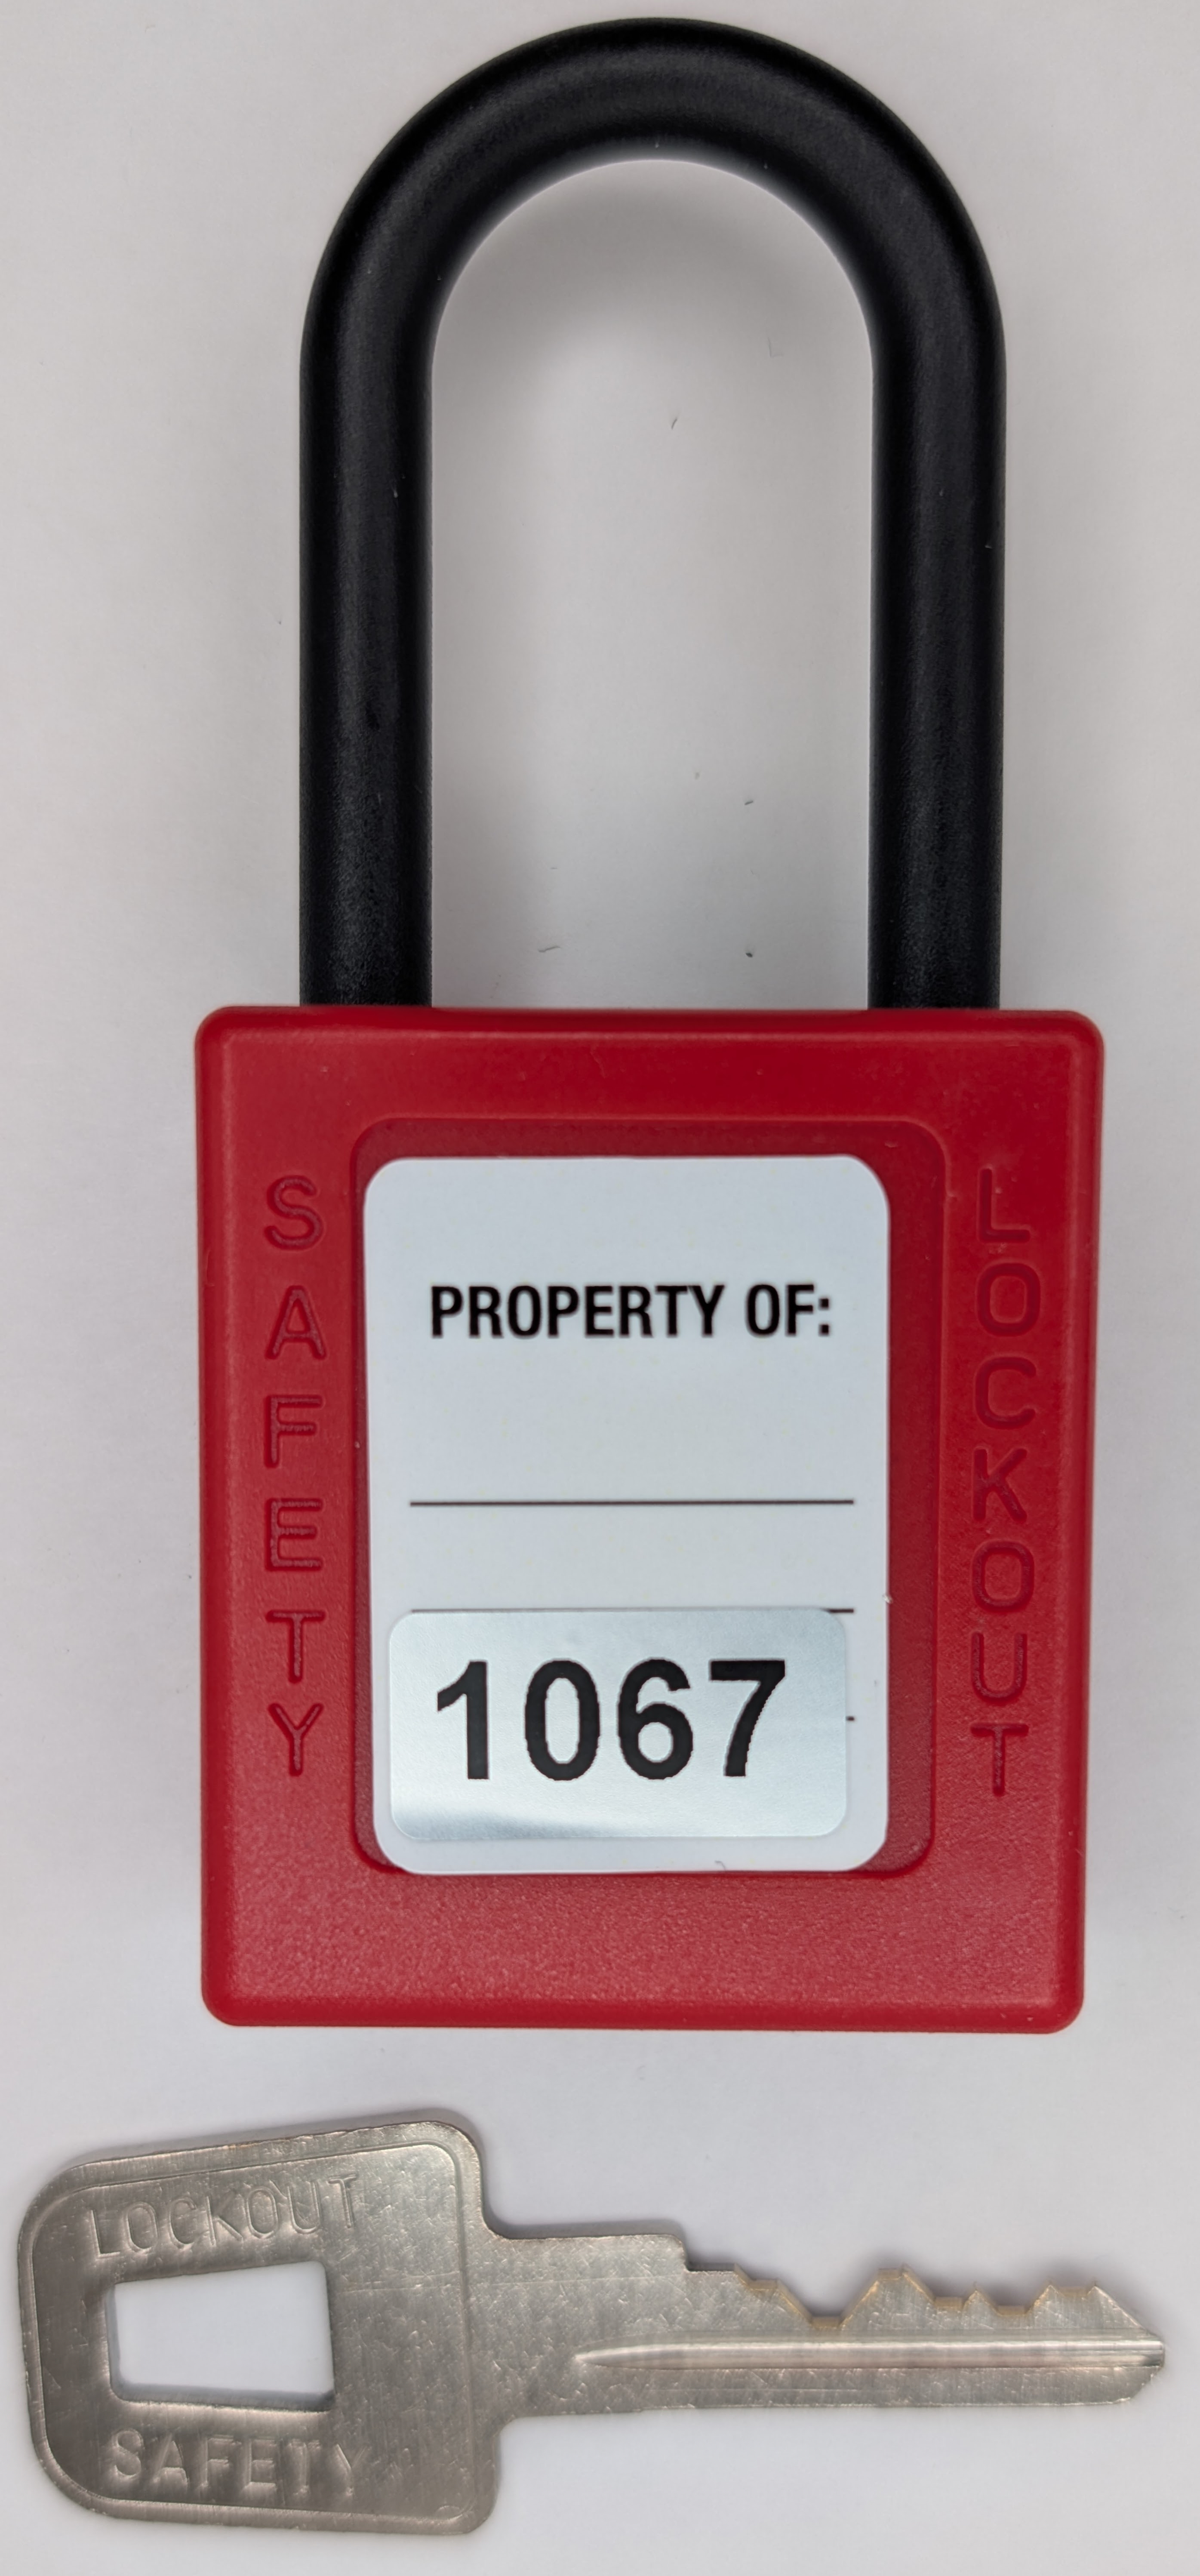 SAFETY
PROPERTY OF:
1067
LOCKOUT
LOCKOUT
SAFETY